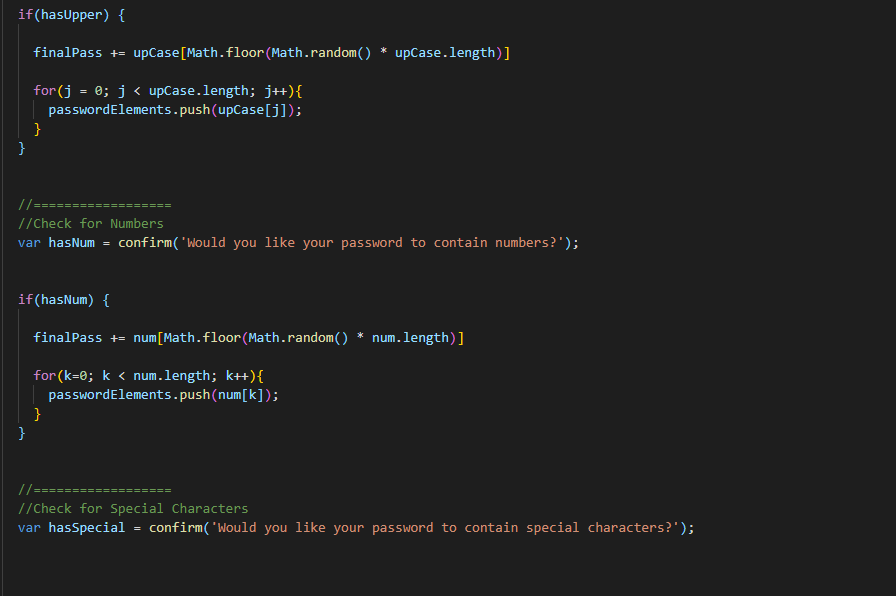 if(hasUpper) {
finalPass += upCase[Math.floor(Math.random() * upCase.length)]
for(j = 0; j < upCase.length; j++){
passwordElements.push(upCase[j]);
}
}
//==================
//Check for Numbers
var hasNum = confirm('Would you like your password to contain numbers?');
if(hasNum) {
finalPass += num[Math.floor(Math.random() * num.length)]
for(k=0; k < num.length; k++){
passwordElements.push(num[k]);
}
}
//==================
//Check for Special Characters
var hasSpecial = confirm('Would you like your password to contain special characters?');